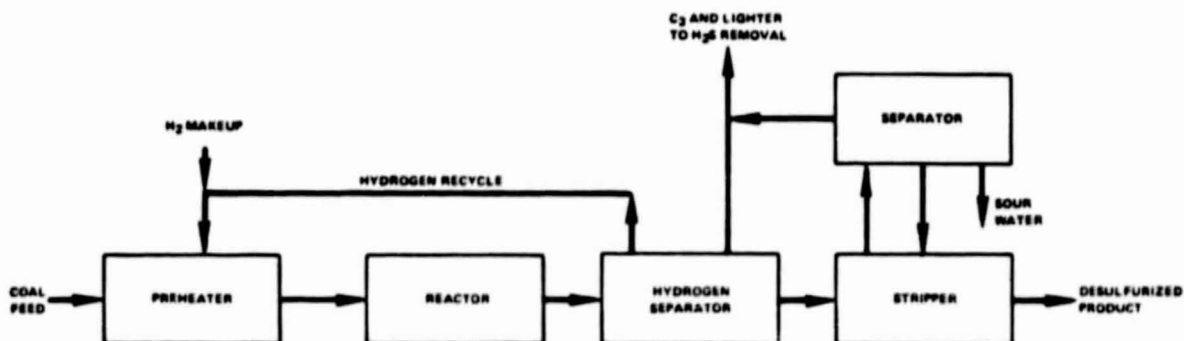 C₃ AND LIGHTER
TO H₂S REMOVAL
SEPARATOR
H₂ MAKEUP
HYDROGEN RECYCLE
SOUR
WATER
COAL
FEED
PREHEATER
REACTOR
HYDROGEN
SEPARATOR
STRIPPER
DESULFURIZED
PRODUCT